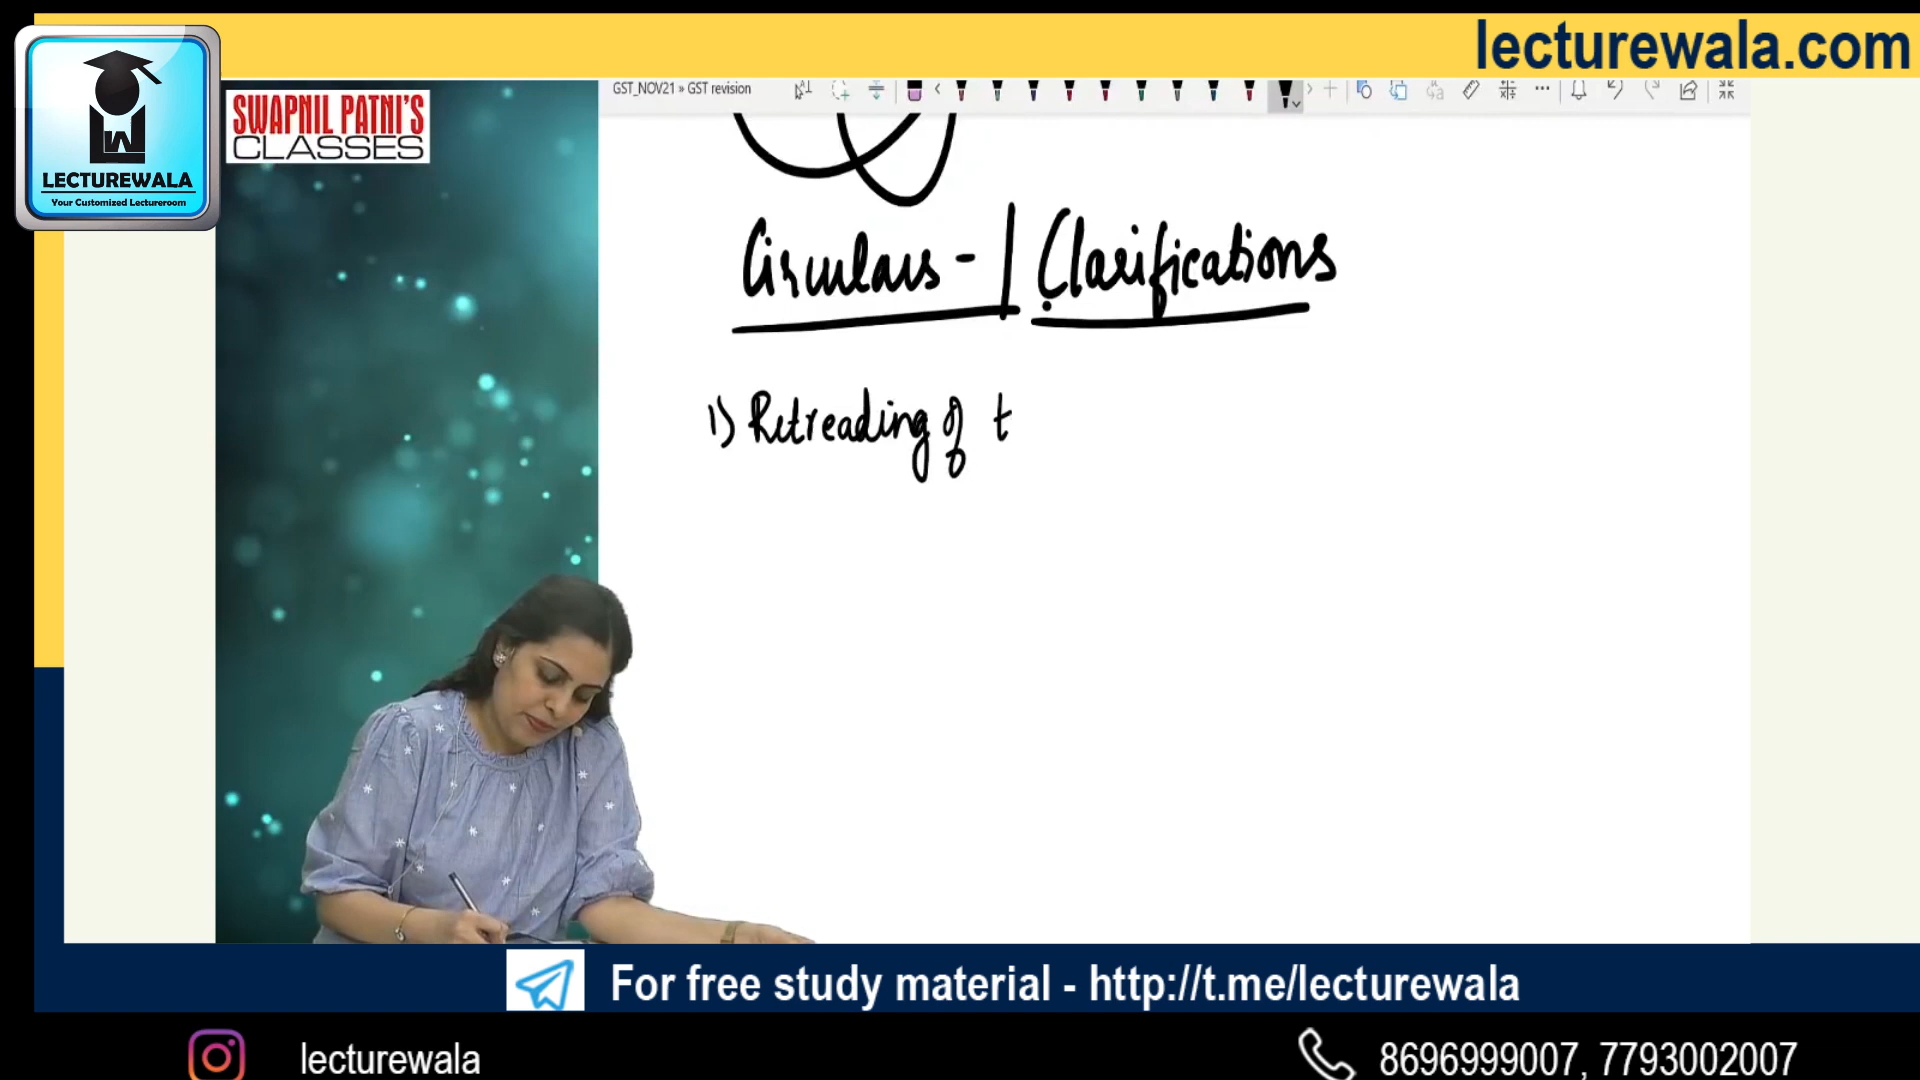 lecturewala.com
GST_NOV21 » GST revision
SWAPNIL PATNI'S
CLASSES
LW
LECTUREWALA
Your Customized Lectureroom
Circulars - | Clarifications
1) Retreading of t
For free study material - http://t.me/lecturewala
lecturewala
8696999007, 7793002007